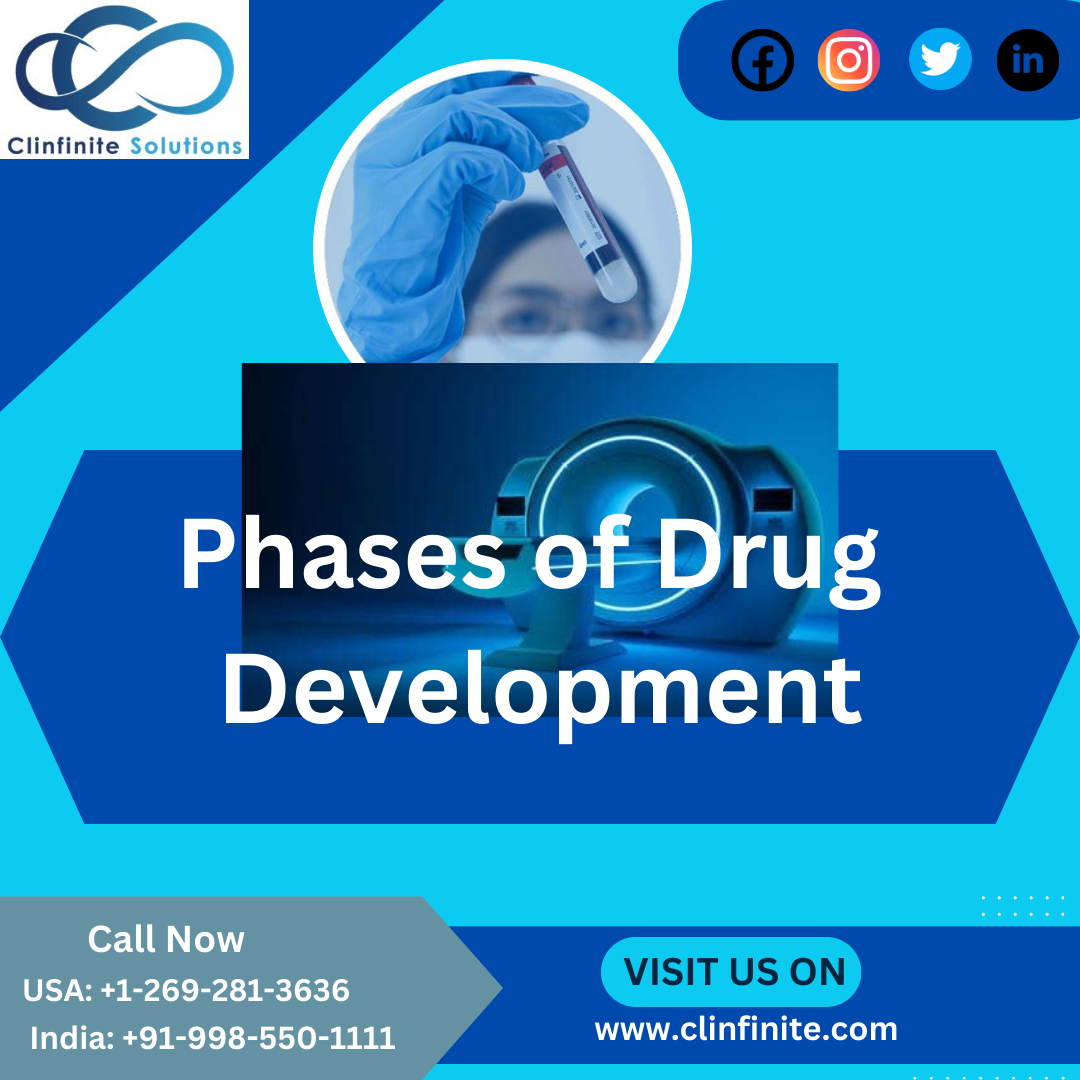 Clinfinite Solutions
Phases of Drug
Development
Call Now
USA: +1-269-281-3636
India: +91-998-550-1111
VISIT US ON
www.clinfinite.com